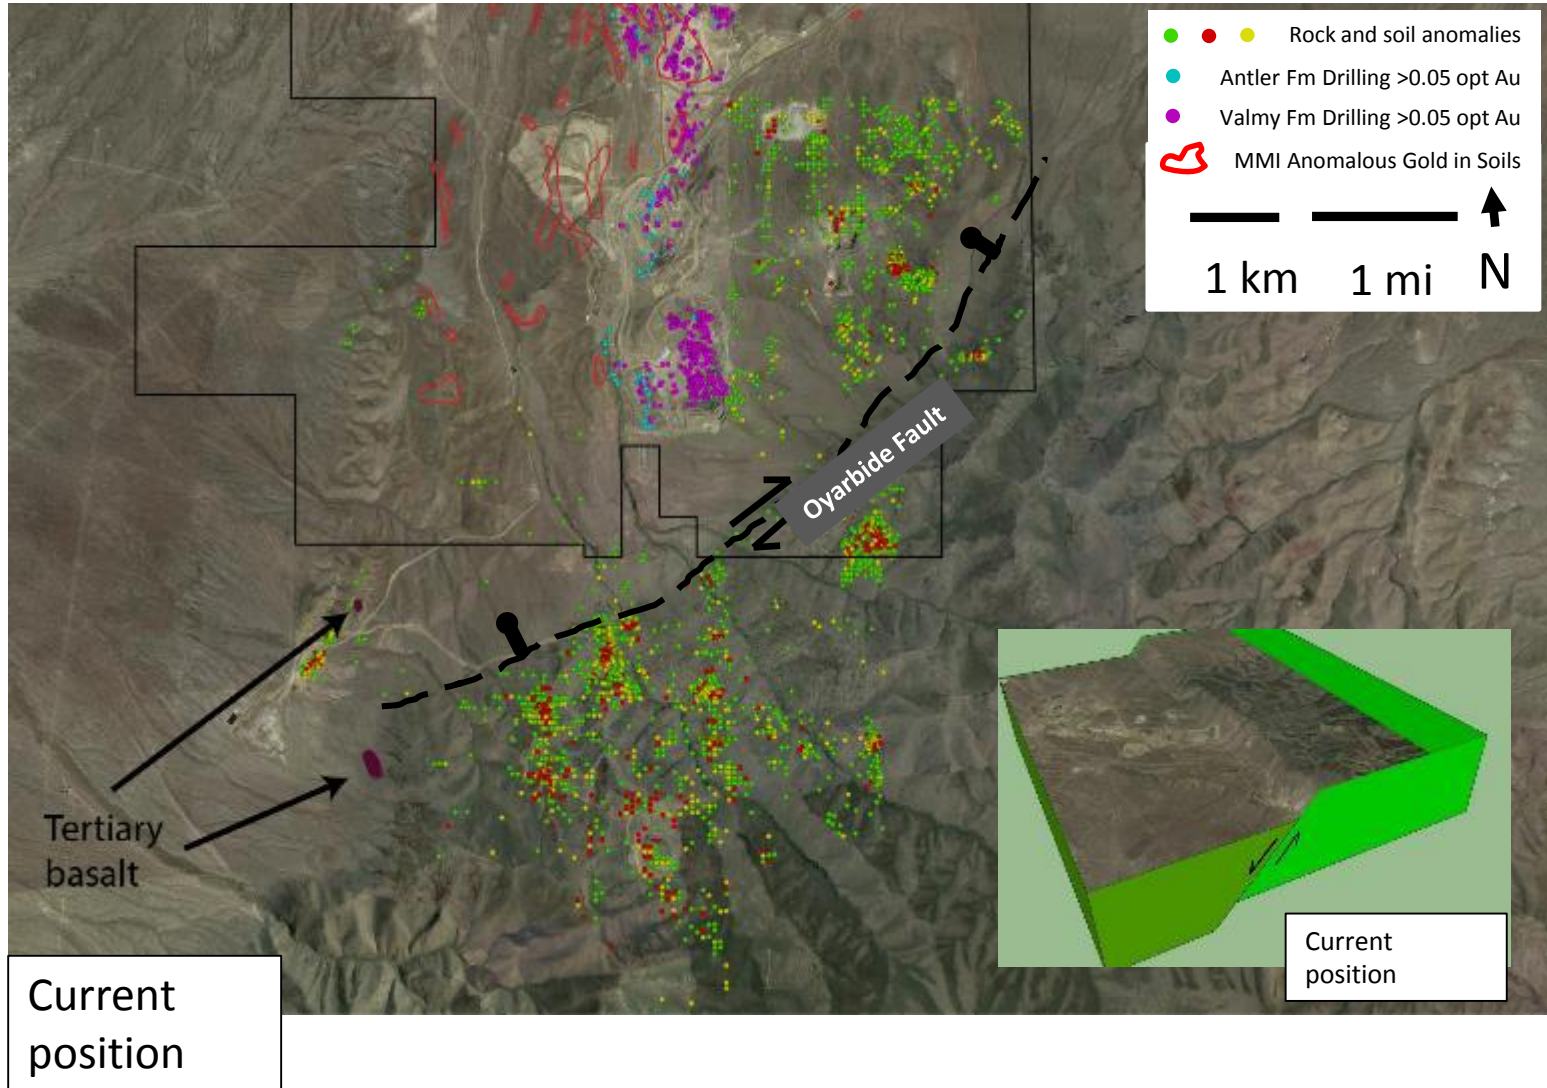 Rock and soil anomalies
Antler Fm Drilling >0.05 opt Au
Valmy Fm Drilling >0.05 opt Au
MMI Anomalous Gold in Soils
1 km
1 mi
N
Oyarbide Fault
Tertiary
basalt
Current
position
Current
position